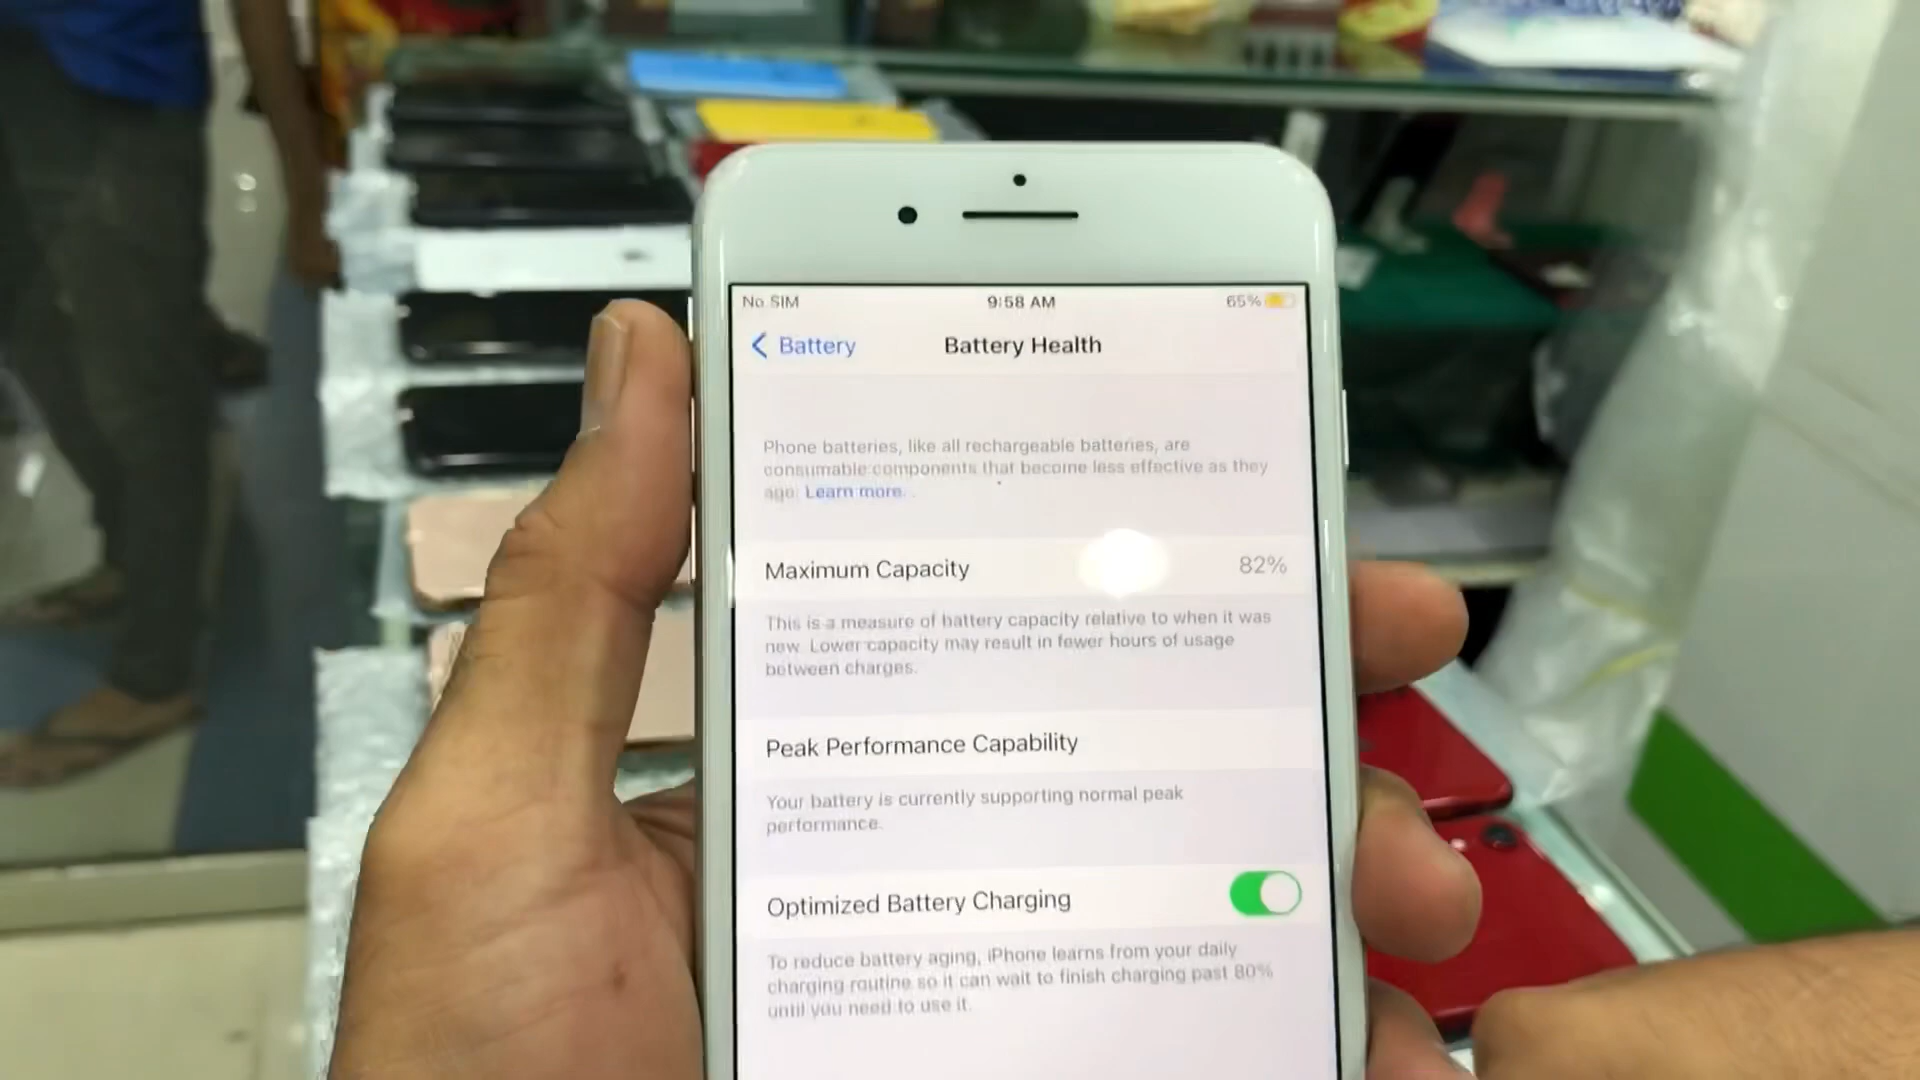 No SIM 9:58 AM 65%
Battery Battery Health
Phone batteries, like all rechargeable batteries, are
consumable components that become less effective as they
age. Learn more.
Maximum Capacity 82%
This is a measure of battery capacity relative to when it was
new. Lower capacity may result in fewer hours of usage
between charges.
Peak Performance Capability
Your battery is currently supporting normal peak
performance.
Optimized Battery Charging
To reduce battery aging, iPhone learns from your daily
charging routine so it can wait to finish charging past 80%
until you need to use it.